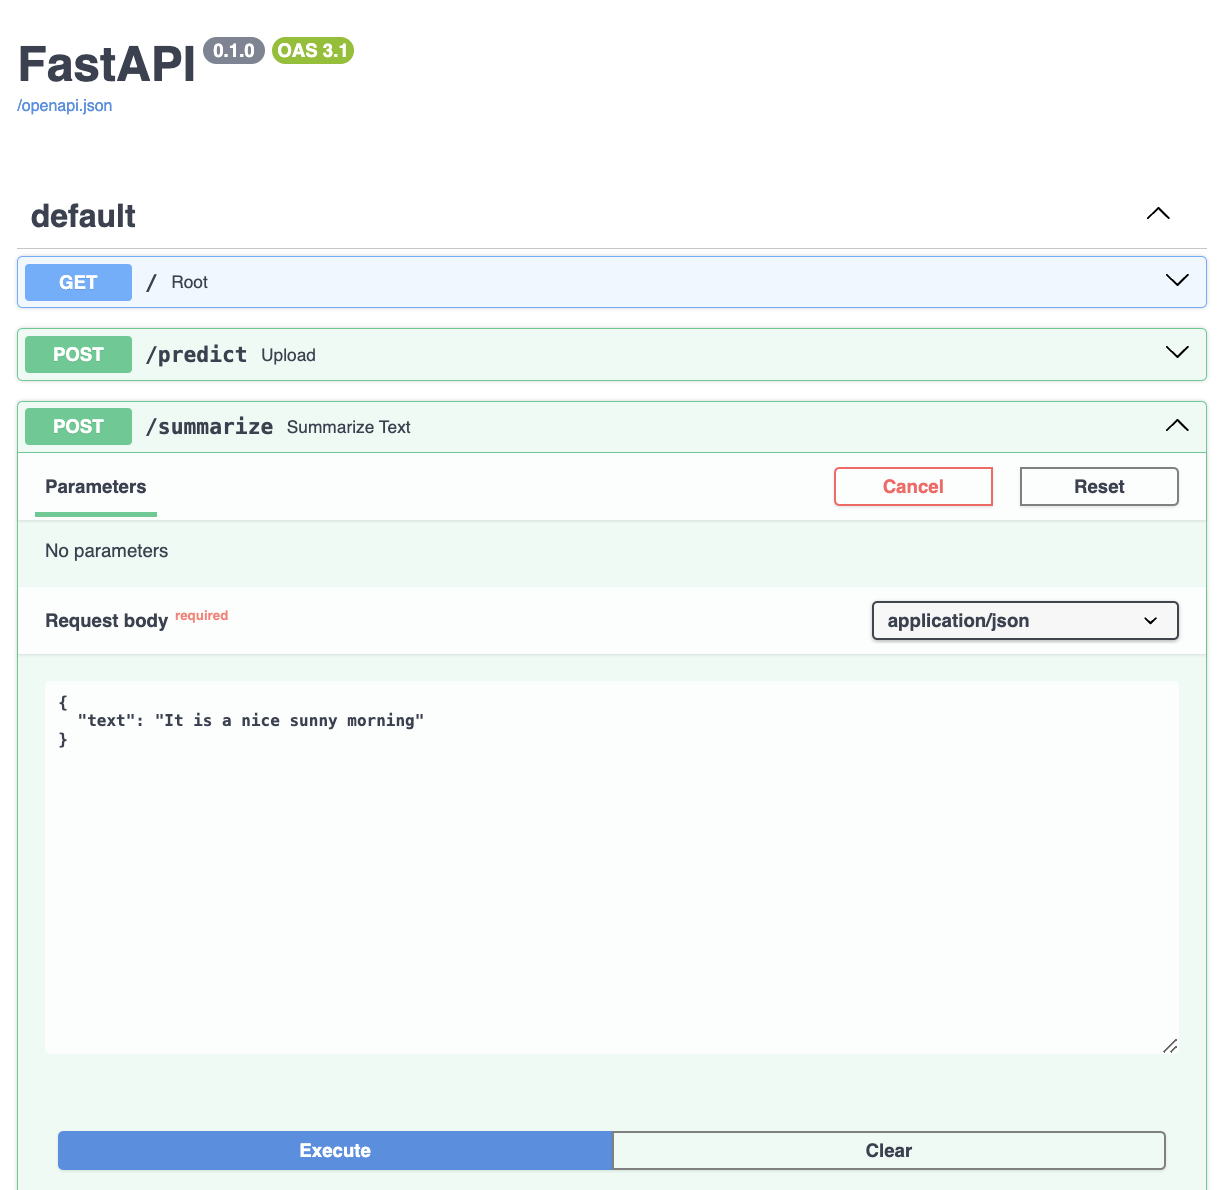 FastAPI 0.1.0 OAS 3.1
/openapi.json
default
GET / Root
POST /predict Upload
POST /summarize Summarize Text
Parameters Cancel Reset
No parameters
Request body required application/json
{
  "text": "It is a nice sunny morning"
}
Execute Clear